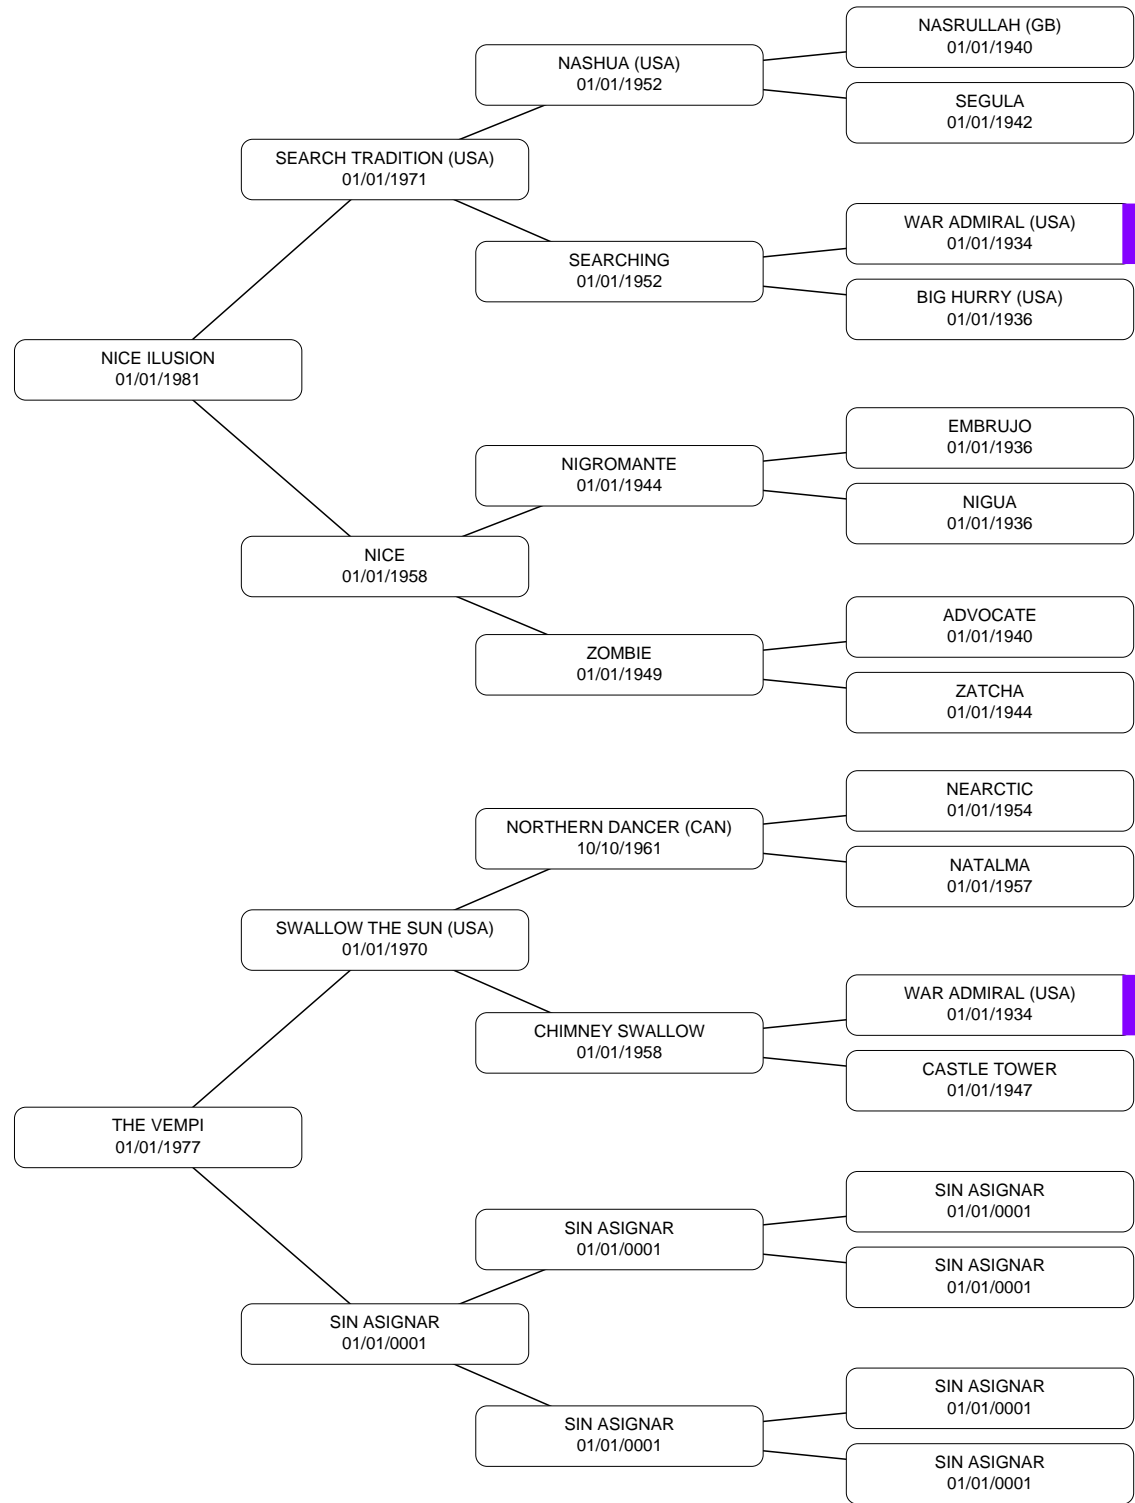 NASRULLAH (GB)
01/01/1940
NASHUA (USA)
01/01/1952
SEGULA
01/01/1942
SEARCH TRADITION (USA)
01/01/1971
WAR ADMIRAL (USA)
01/01/1934
SEARCHING
01/01/1952
BIG HURRY (USA)
01/01/1936
NICE ILUSION
01/01/1981
EMBRUJO
01/01/1936
NIGROMANTE
01/01/1944
NIGUA
01/01/1936
NICE
01/01/1958
ADVOCATE
01/01/1940
ZOMBIE
01/01/1949
ZATCHA
01/01/1944
NEARCTIC
01/01/1954
NORTHERN DANCER (CAN)
10/10/1961
NATALMA
01/01/1957
SWALLOW THE SUN (USA)
01/01/1970
WAR ADMIRAL (USA)
01/01/1934
CHIMNEY SWALLOW
01/01/1958
CASTLE TOWER
01/01/1947
THE VEMPI
01/01/1977
SIN ASIGNAR
01/01/0001
SIN ASIGNAR
01/01/0001
SIN ASIGNAR
01/01/0001
SIN ASIGNAR
01/01/0001
SIN ASIGNAR
01/01/0001
SIN ASIGNAR
01/01/0001
SIN ASIGNAR
01/01/0001